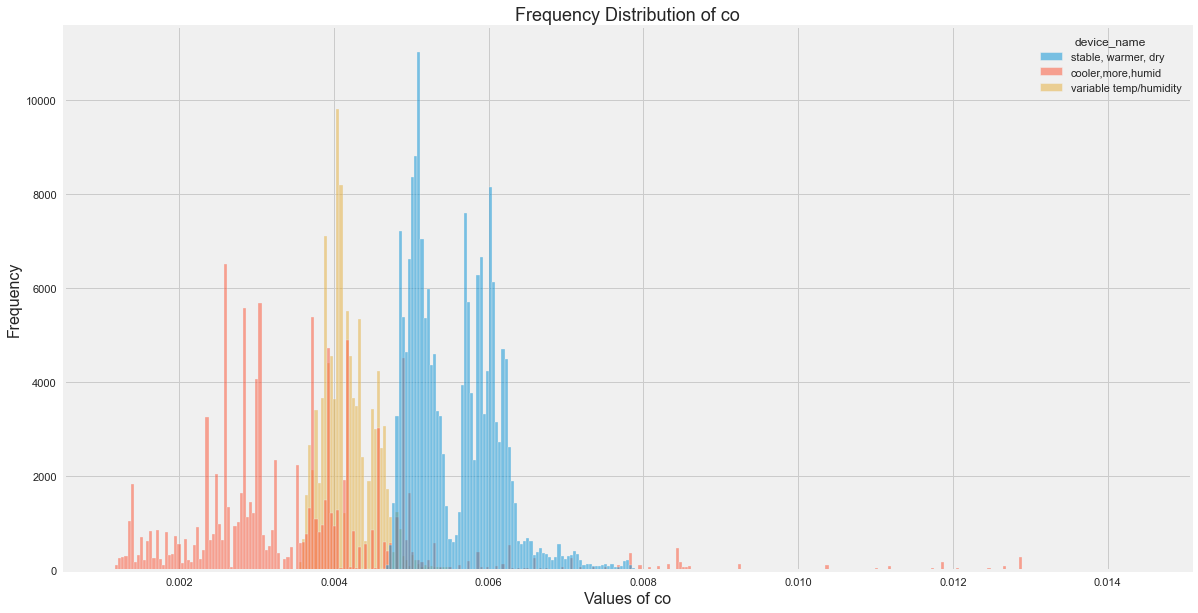 Frequency Distribution of co
device_name
stable, warmer, dry
cooler,more,humid
variable temp/humidity
10000
8000
6000
4000
2000
0
Frequency
0.002 0.004 0.006 0.008 0.010 0.012 0.014
Values of co